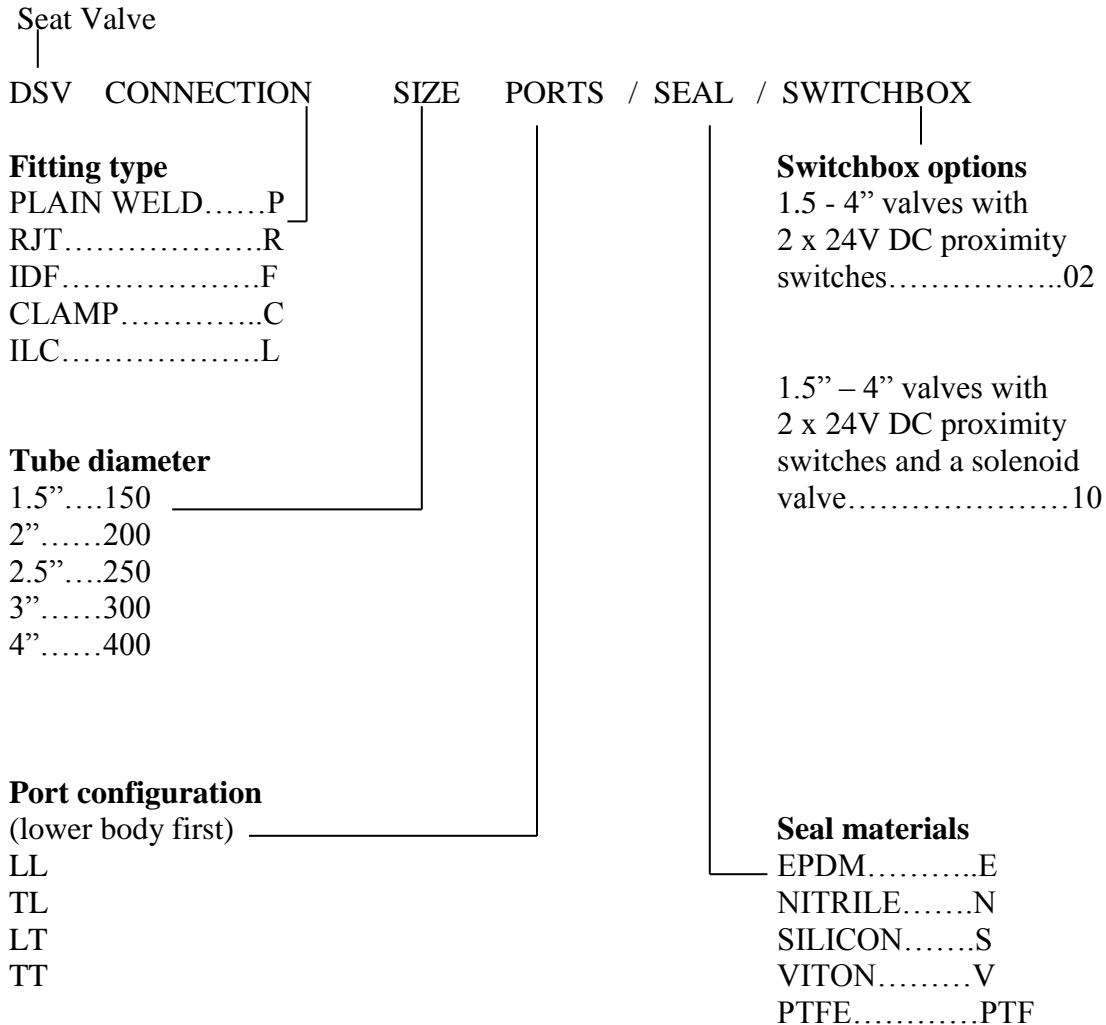 Seat Valve
DSV CONNECTION SIZE PORTS / SEAL / SWITCHBOX
Fitting type
PLAIN WELD……P
RJT………………..R
IDF………………..F
CLAMP…………..C
ILC………………..L
Tube diameter
1.5”….150
2”……200
2.5”….250
3”……300
4”……400
Port configuration
(lower body first)
LL
TL
LT
TT
Switchbox options
1.5 - 4” valves with
2 x 24V DC proximity
switches……………..02
1.5” – 4” valves with
2 x 24V DC proximity
switches and a solenoid
valve…………………10
Seal materials
EPDM………..E
NITRILE…….N
SILICON…….S
VITON………V
PTFE…………PTF